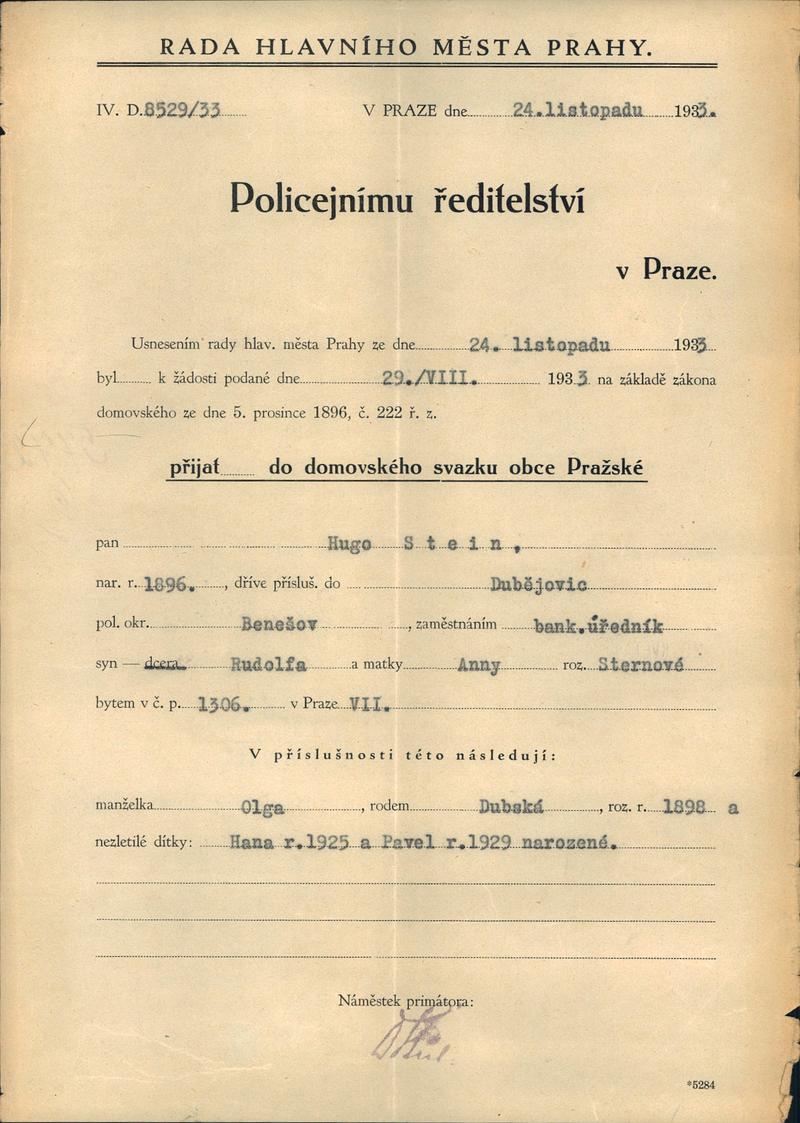 RADA HLAVNÍHO MĚSTA PRAHY.
IV. D. 8529/33 V PRAZE dne 24.listopadu 1933.
Policejnímu ředitelství
v Praze.
Usnesením rady hlav. města Prahy ze dne 24. listopadu 1933
byl k žádosti podané dne 29./VIII. 1933 na základě zákona
domovského ze dne 5. prosince 1896, č. 222 ř. z.
přijat do domovského svazku obce Pražské
pan Hugo Stein,
nar. r. 1896. , dříve přísluš. do Dubějovic
pol. okr. Benešov , zaměstnáním bank.úředník
syn — dcera Rudolfa a matky Anny roz. Sternové
bytem v č. p. 1306. v Praze VII.
V příslušnosti této následují:
manželka Olga , rodem Dubská , roz. r. 1898 a
nezletilé dítky: Hana r.1925 a Pavel r.1929 narozené.
Náměstek primátora:
*5284